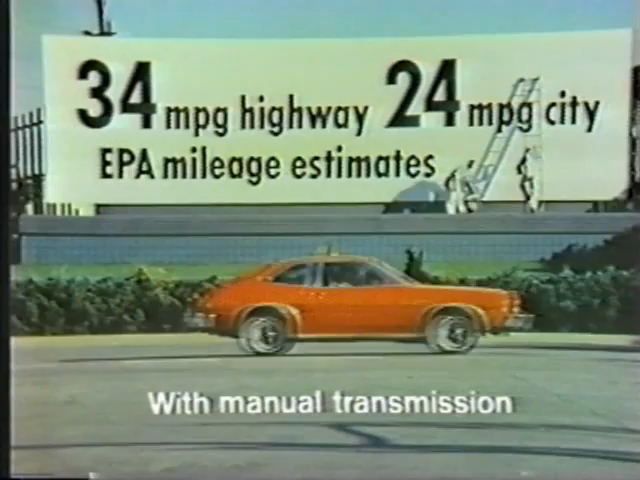 34 mpg highway 24 mpg city
EPA mileage estimates
With manual transmission